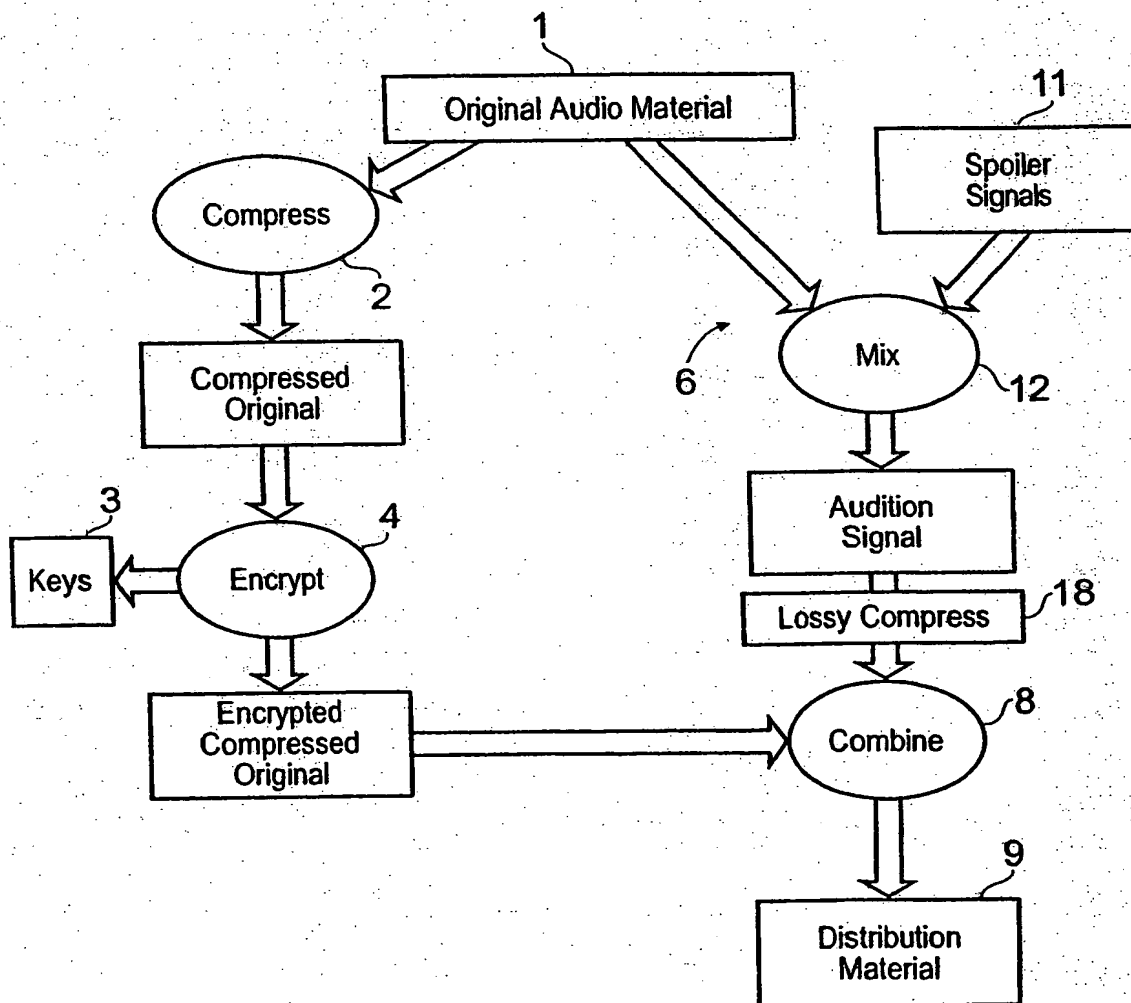 1
Original Audio Material
11
Spoiler
Signals
Compress
2
6
Mix
12
Compressed
Original
3
Keys
4
Encrypt
Audition
Signal
18
Lossy Compress
Encrypted
Compressed
Original
8
Combine
9
Distribution
Material